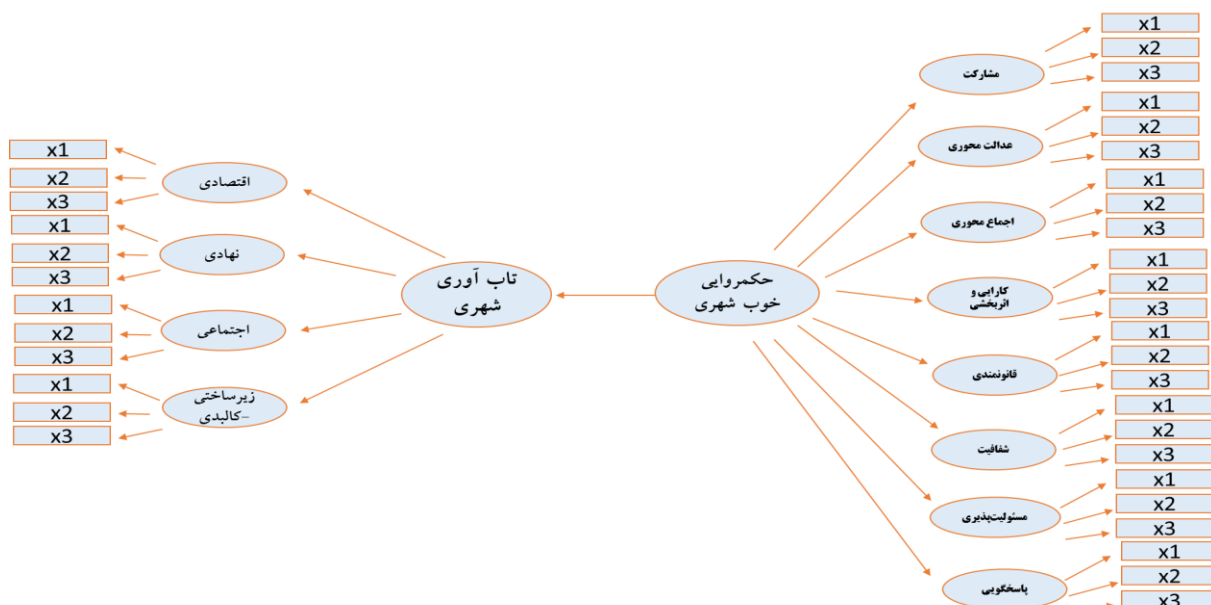 x1
x2
x3
مشارکت
x1
x2
x3
عدالت محوری
x1
x2
x3
اجماع محوری
x1
x2
x3
کارایی و
اثربخشی
x1
x2
x3
قانونمندی
x1
x2
x3
شفافیت
x1
x2
x3
مسئولیت‌پذیری
x1
x2
x3
پاسخگویی
حکمروایی
خوب شهری
تاب آوری
شهری
اقتصادی
x1
x2
x3
نهادی
x1
x2
x3
اجتماعی
x1
x2
x3
زیرساختی
-کالبدی
x1
x2
x3